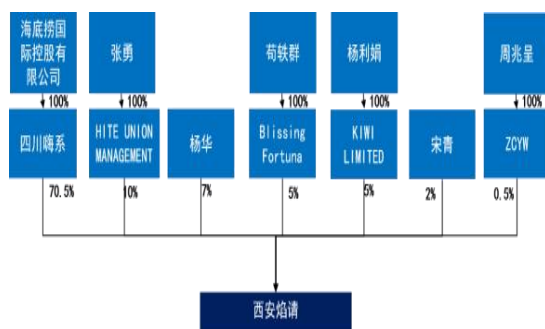 海底捞国
际控股有
限公司
张勇
苟轶群
杨利娟
周兆呈
100%
100%
100%
100%
100%
四川嗨系
HITE UNION
MANAGEMENT
杨华
Blissing
Fortuna
KIWI
LIMITED
宋青
ZCYW
70.5%
10%
7%
5%
5%
2%
0.5%
西安焰请